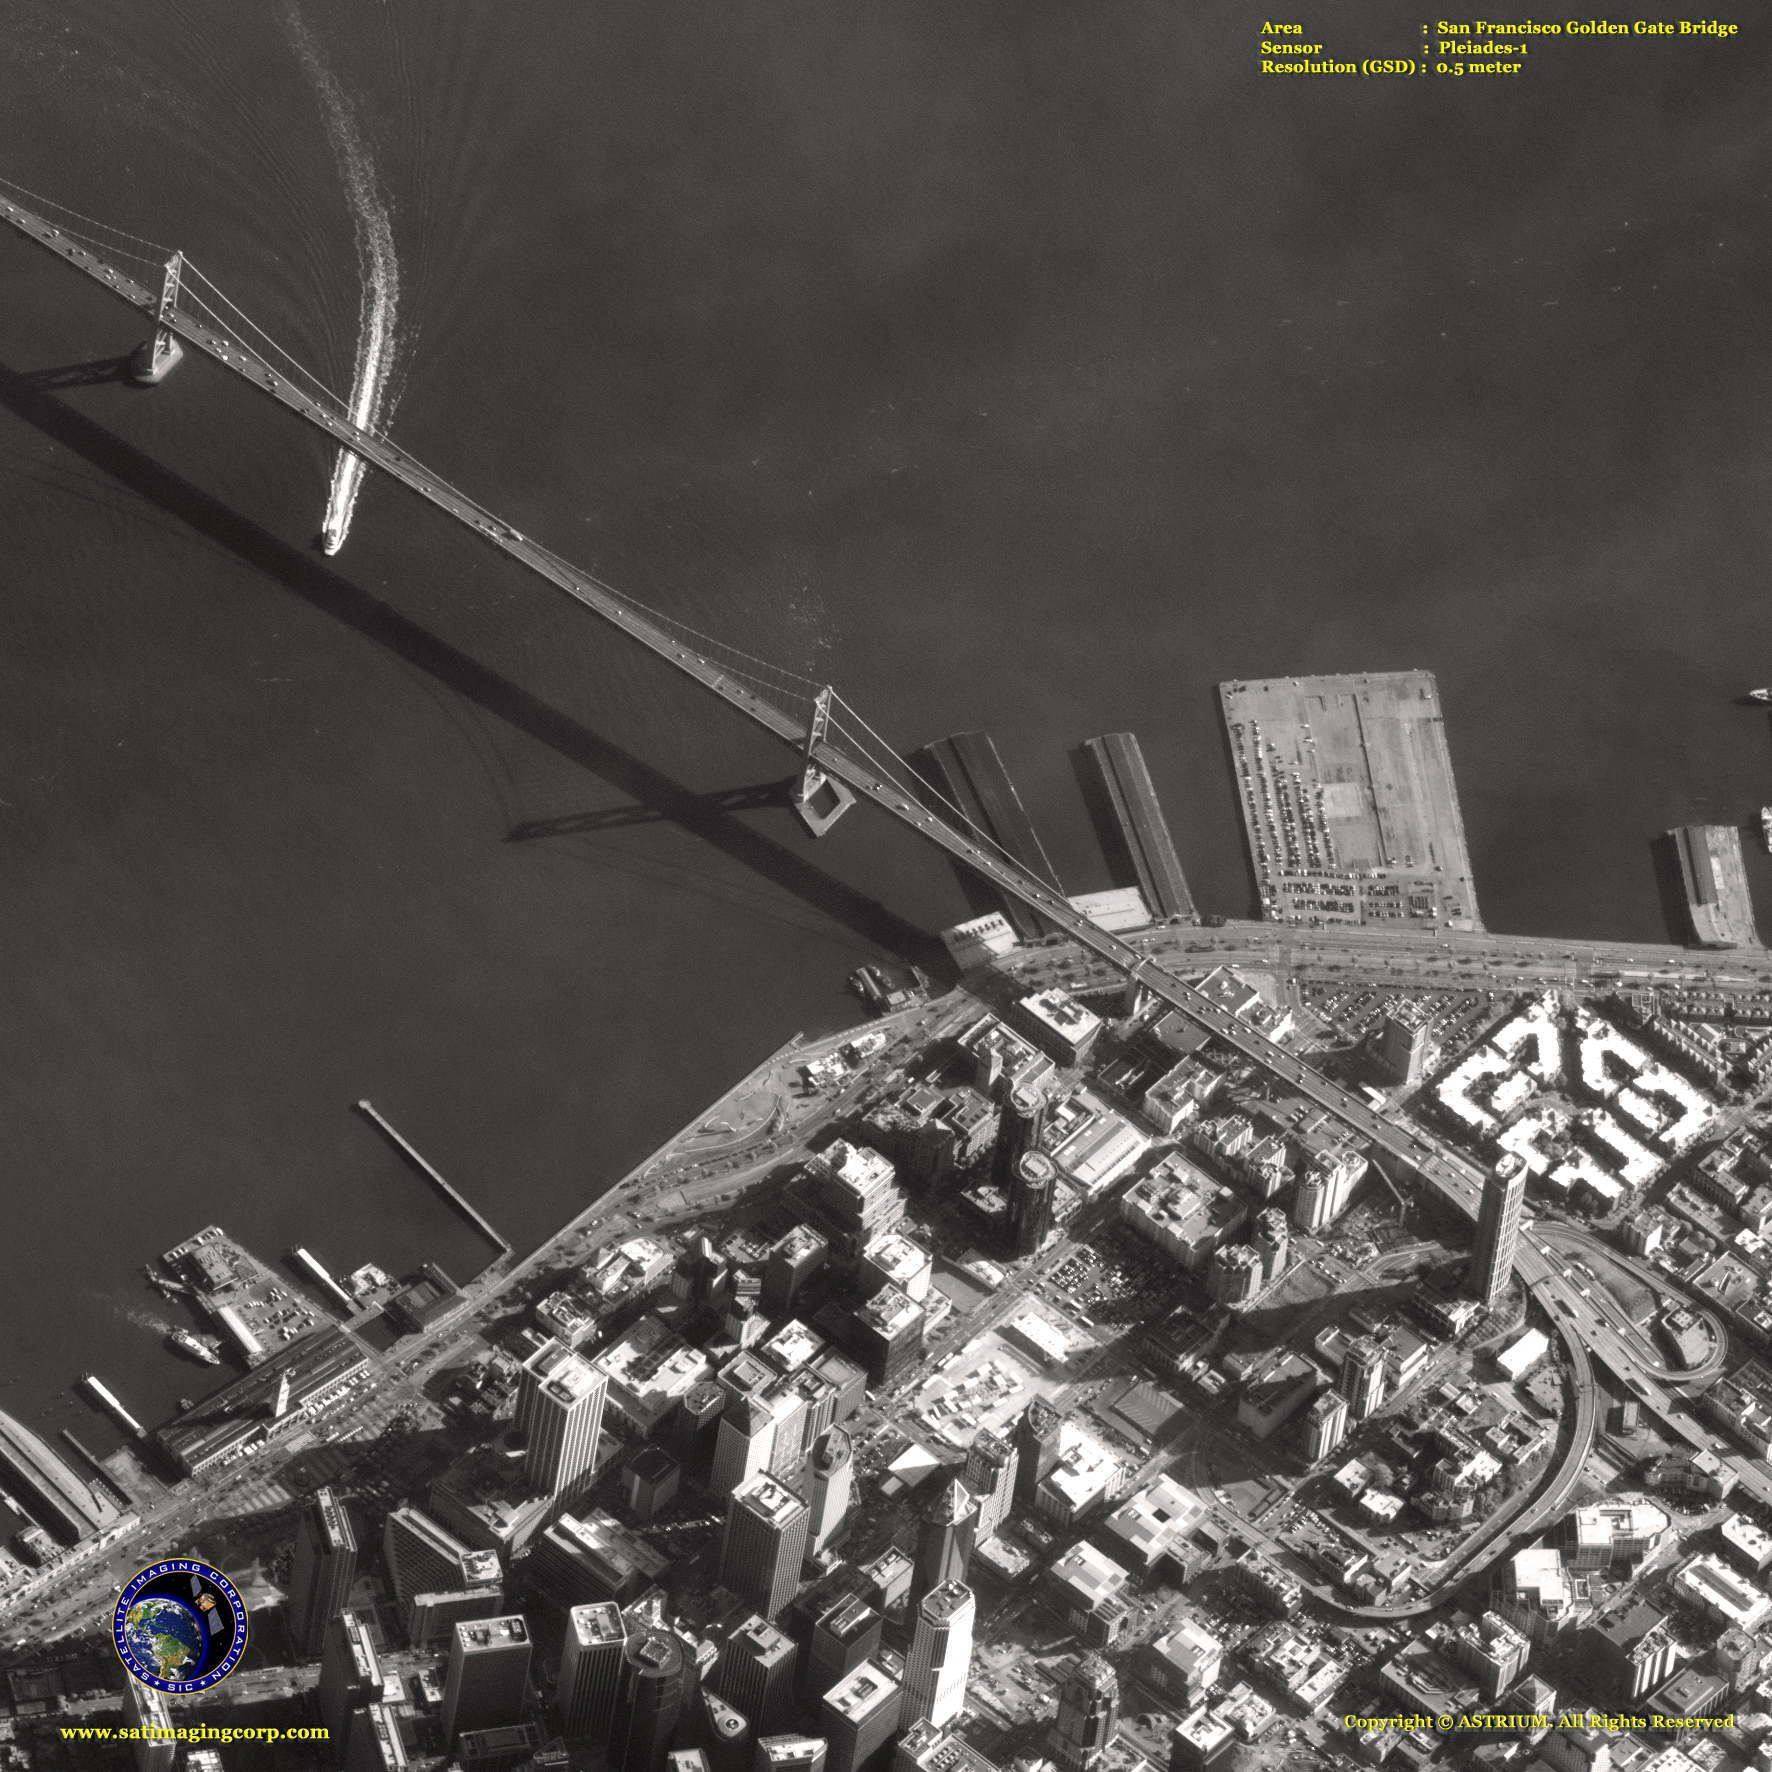 Area : San Francisco Golden Gate Bridge
Sensor : Pleiades-1
Resolution (GSD) : 0.5 meter
SATELLITE IMAGING CORPORATION
★ SIC ★
www.satimagingcorp.com
Copyright © ASTRIUM. All Rights Reserved